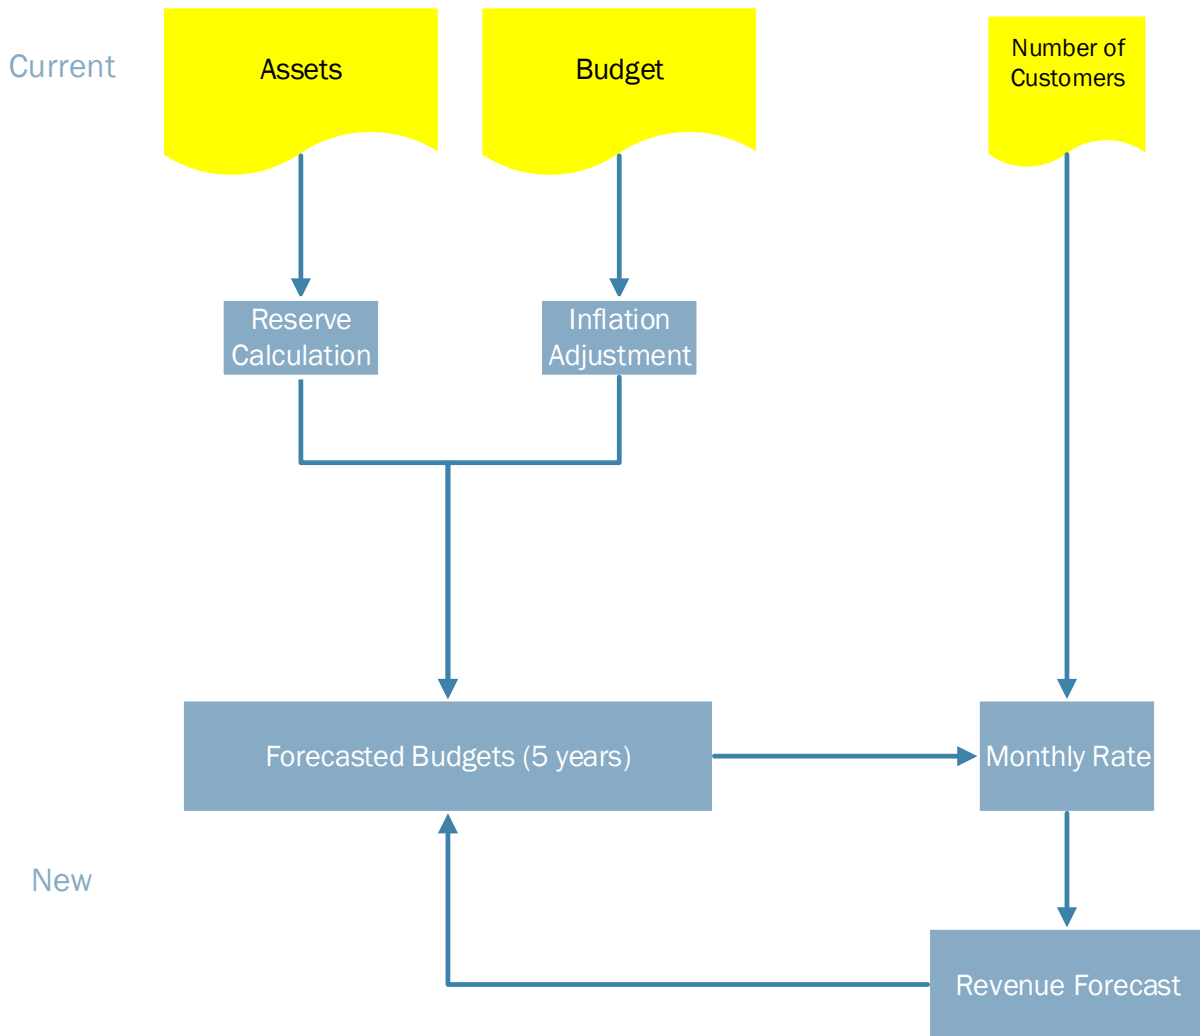 Current
Assets
Budget
Number of
Customers
Reserve
Calculation
Inflation
Adjustment
Forecasted Budgets (5 years)
Monthly Rate
New
Revenue Forecast